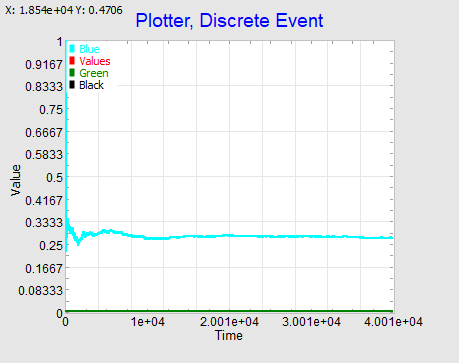 X: 1.854e+04 Y: 0.4706
Plotter, Discrete Event
1
0.9167
0.8333
0.75
0.6667
0.5833
0.5
0.4167
0.3333
0.25
0.1667
0.08333
0
Value
Blue
Values
Green
Black
0
1e+04
2.001e+04
3.001e+04
4.001e+04
Time